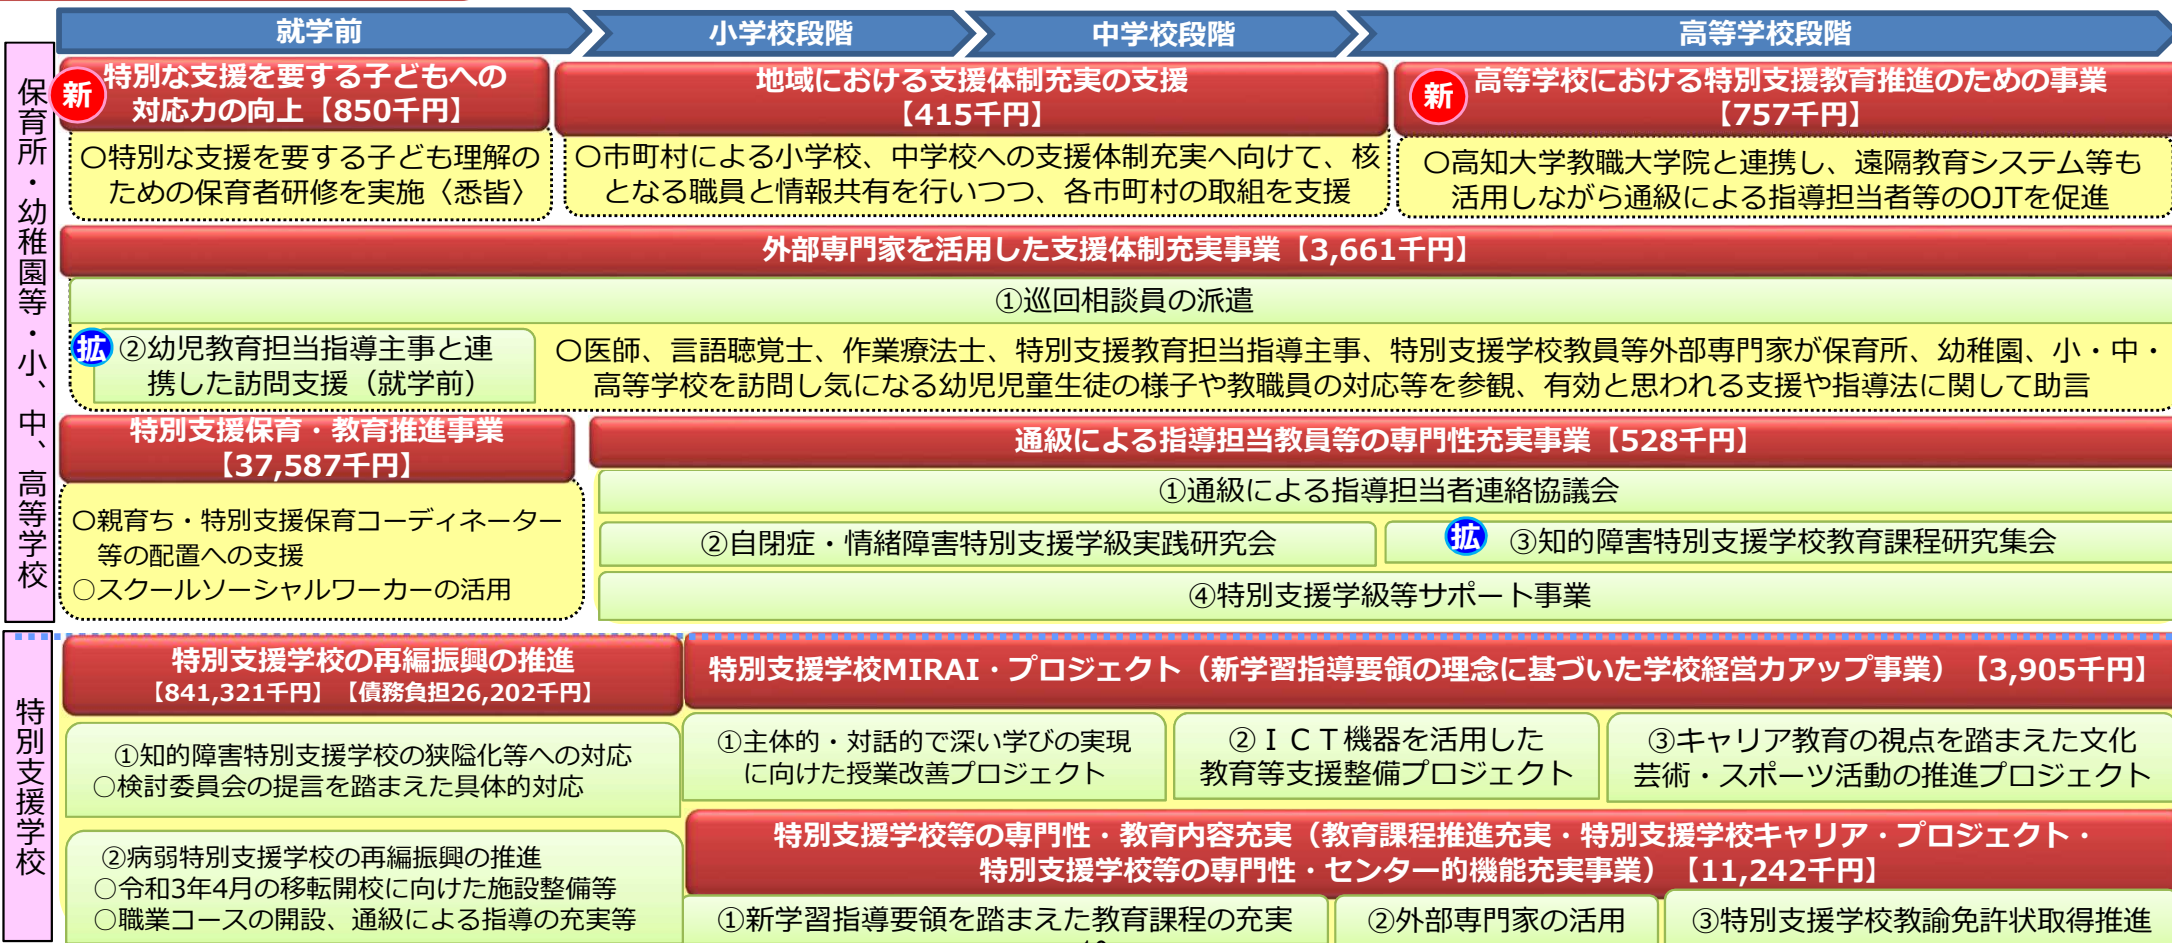 就学前
小学校段階
中学校段階
高等学校段階
保育所・幼稚園等・小、中、高等学校
新
特別な支援を要する子どもへの
対応力の向上【850千円】
〇特別な支援を要する子ども理解の
ための保育者研修を実施〈悉皆〉
地域における支援体制充実の支援
【415千円】
〇市町村による小学校、中学校への支援体制充実へ向けて、核
となる職員と情報共有を行いつつ、各市町村の取組を支援
新
高等学校における特別支援教育推進のための事業
【757千円】
〇高知大学教職大学院と連携し、遠隔教育システム等も
活用しながら通級による指導担当者等のOJTを促進
外部専門家を活用した支援体制充実事業【3,661千円】
①巡回相談員の派遣
拡
②幼児教育担当指導主事と連
携した訪問支援（就学前）
〇医師、言語聴覚士、作業療法士、特別支援教育担当指導主事、特別支援学校教員等外部専門家が保育所、幼稚園、小・中・
高等学校を訪問し気になる幼児児童生徒の様子や教職員の対応等を参観、有効と思われる支援や指導法に関して助言
特別支援保育・教育推進事業
【37,587千円】
〇親育ち・特別支援保育コーディネーター
等の配置への支援
○スクールソーシャルワーカーの活用
通級による指導担当教員等の専門性充実事業【528千円】
①通級による指導担当者連絡協議会
②自閉症・情緒障害特別支援学級実践研究会
拡
③知的障害特別支援学校教育課程研究集会
④特別支援学級等サポート事業
特別支援学校
特別支援学校の再編振興の推進
【841,321千円】【債務負担26,202千円】
①知的障害特別支援学校の狭隘化等への対応
○検討委員会の提言を踏まえた具体的対応
②病弱特別支援学校の再編振興の推進
○令和3年4月の移転開校に向けた施設整備等
○職業コースの開設、通級による指導の充実等
特別支援学校MIRAI・プロジェクト（新学習指導要領の理念に基づいた学校経営力アップ事業）【3,905千円】
①主体的・対話的で深い学びの実現
に向けた授業改善プロジェクト
②ＩＣＴ機器を活用した
教育等支援整備プロジェクト
③キャリア教育の視点を踏まえた文化
芸術・スポーツ活動の推進プロジェクト
特別支援学校等の専門性・教育内容充実（教育課程推進充実・特別支援学校キャリア・プロジェクト・
特別支援学校等の専門性・センター的機能充実事業）【11,242千円】
①新学習指導要領を踏まえた教育課程の充実
②外部専門家の活用
③特別支援学校教諭免許状取得推進